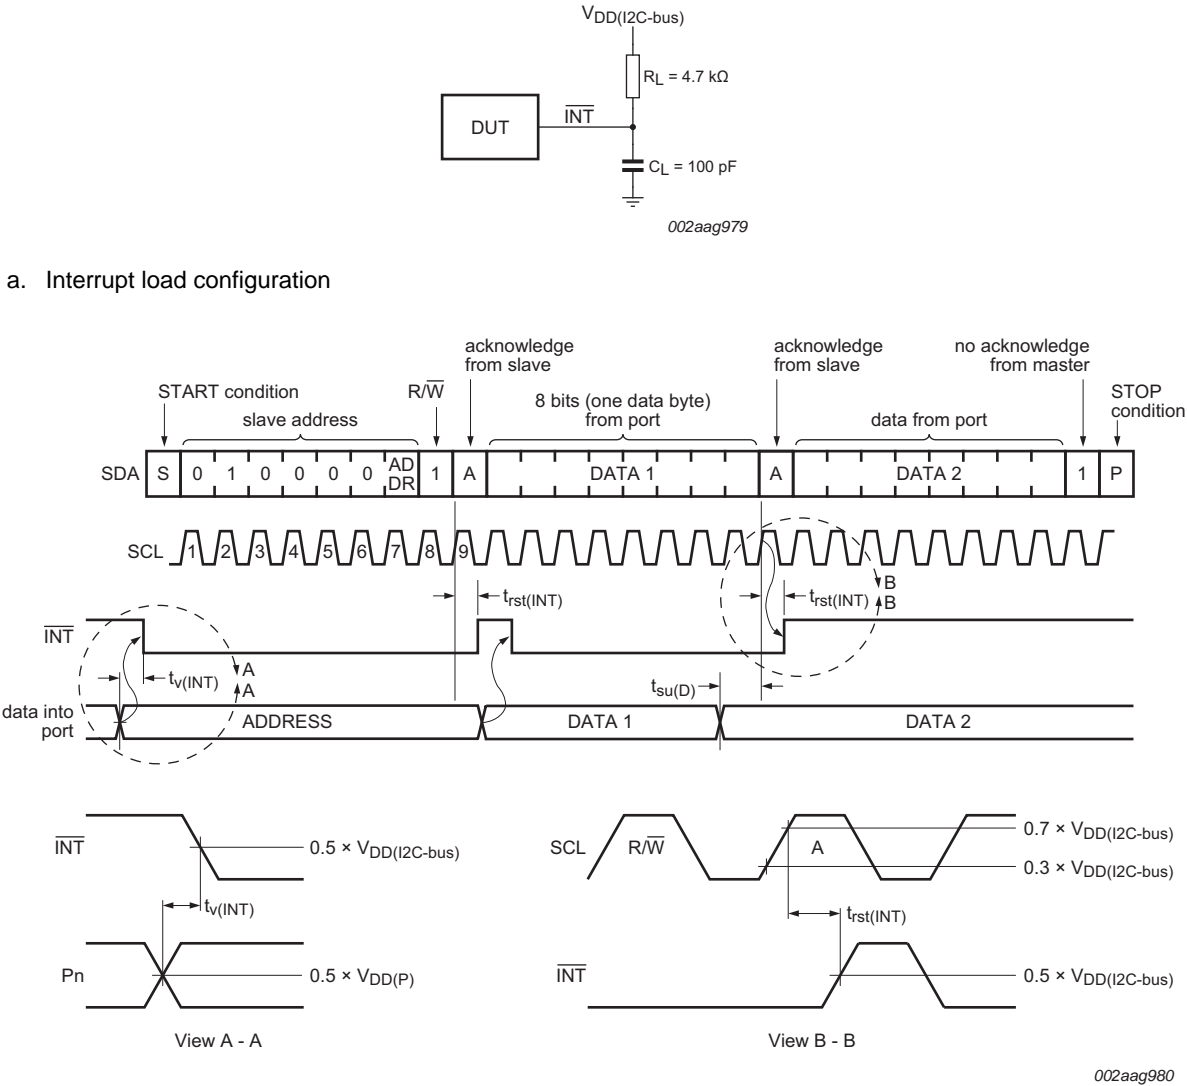 VDD(I2C-bus)
RL = 4.7 kΩ
DUT
INT
CL = 100 pF
002aag979
a. Interrupt load configuration
acknowledge
from slave
acknowledge
from slave
no acknowledge
from master
START condition
R/W
8 bits (one data byte)
from port
STOP
condition
slave address
data from port
SDA S 0 1 0 0 0 0 AD
DR 1 A DATA 1 A DATA 2 1 P
SCL 1 2 3 4 5 6 7 8 9
trst(INT)
trst(INT)
B
B
INT
tv(INT)
A
A
tsu(D)
data into
port
ADDRESS
DATA 1
DATA 2
INT
0.5 × VDD(I2C-bus)
tv(INT)
Pn
0.5 × VDD(P)
View A - A
SCL
R/W
A
0.7 × VDD(I2C-bus)
0.3 × VDD(I2C-bus)
trst(INT)
INT
0.5 × VDD(I2C-bus)
View B - B
002aag980